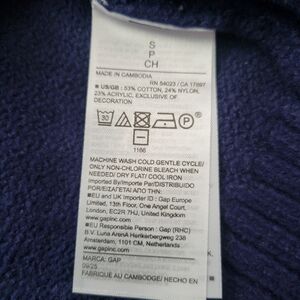 S
P
CH
MADE IN CAMBODIA
RN 54023 / CA 17897
■ US/GB : 53% COTTON, 24% NYLON,
23% ACRYLIC, EXCLUSIVE OF
DECORATION
30
P
1166
MACHINE WASH COLD GENTLE CYCLE/
ONLY NON-CHLORINE BLEACH WHEN
NEEDED/ DRY FLAT/ COOL IRON
Imported by/Importe Par/DISTRIBUIDO
POR/ΕΙΣΑΓΕΤΑΙ ΑΠΟ ΤΗΝ:
■EU and UK Importer ID : Gap Europe
Limited, 13th Floor, One Angel Court,
London, EC2R 7HJ, United Kingdom
www.gapinc.com
■EU Responsible Person : Gap (RHC)
B.V. Luna ArenA Herikerbergweg 238
Amsterdam, 1101 CM, Netherlands
www.gapinc.com
MARCA: GAP
09/25
FABRIQUE AU CAMBODGE/ HECHO EN